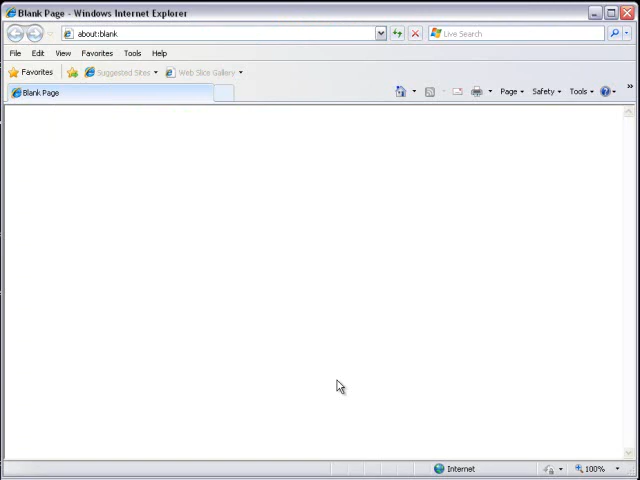 Blank Page - Windows Internet Explorer
about:blank
Live Search
File Edit View Favorites Tools Help
Favorites Suggested Sites Web Slice Gallery
Blank Page Page Safety Tools
Internet 100%